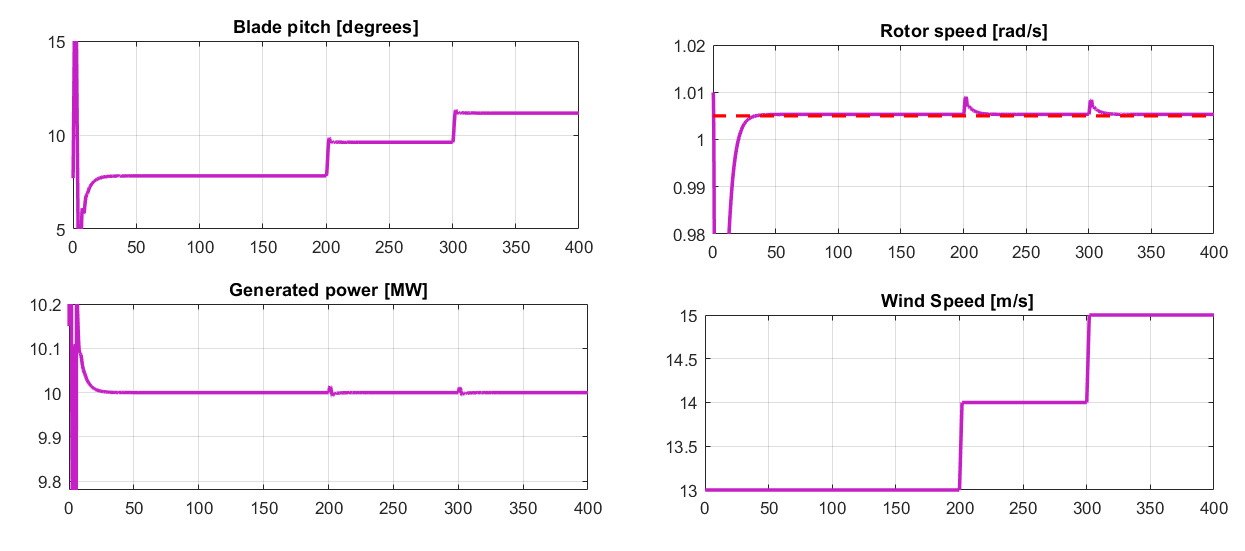 Blade pitch [degrees]
15
10
5
0 50 100 150 200 250 300 350 400
Rotor speed [rad/s]
1.02
1.01
1
0.99
0.98
0 50 100 150 200 250 300 350 400
Generated power [MW]
10.2
10.1
10
9.9
9.8
0 50 100 150 200 250 300 350 400
Wind Speed [m/s]
15
14.5
14
13.5
13
0 50 100 150 200 250 300 350 400